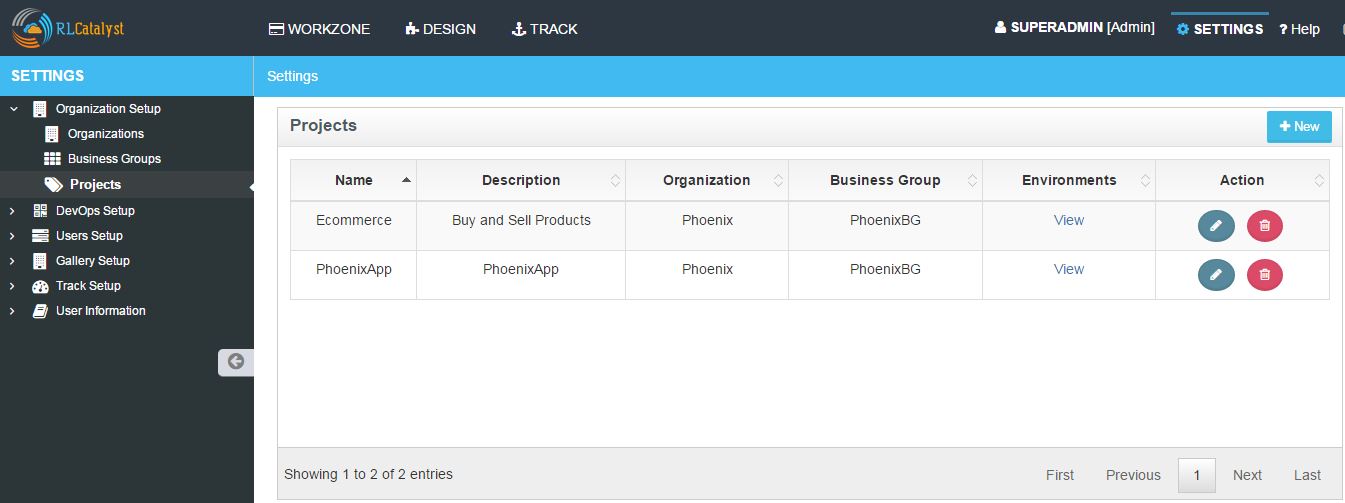 RLCatalyst
WORKZONE DESIGN TRACK SUPERADMIN [Admin] SETTINGS ? Help
SETTINGS
Settings
Organization Setup
Organizations
Business Groups
Projects
DevOps Setup
Users Setup
Gallery Setup
Track Setup
User Information
Projects
+ New
Name Description Organization Business Group Environments Action
Ecommerce Buy and Sell Products Phoenix PhoenixBG View
PhoenixApp PhoenixApp Phoenix PhoenixBG View
Showing 1 to 2 of 2 entries
First Previous 1 Next Last